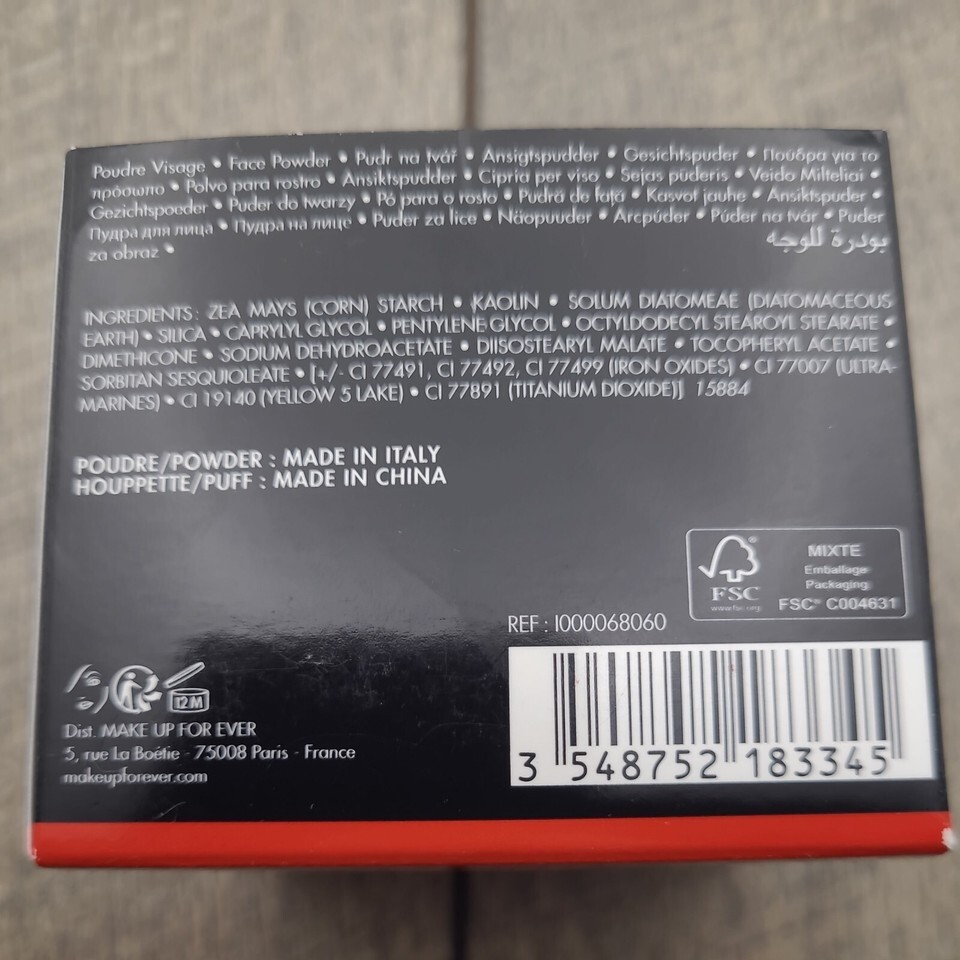 Poudre Visage • Face Powder • Pudr na tvář • Ansigtspudder • Gesichtspuder • Πούδρα για το
πρόσωπο • Polvo para rostro • Ansiktspudder • Cipria per viso • Sejas pūderis • Veido Milteliai •
Gezichtspoeder • Puder do twarzy • Pó para o rosto • Pudră de față • Kasvot jauhe • Ansiktspuder •
Пудра для лица • Пудра на лице • Puder za lice • Näopuuder • Arcpúder • Púder na tvár • Puder
za obraz • بودرة للوجه
INGREDIENTS: ZEA MAYS (CORN) STARCH • KAOLIN • SOLUM DIATOMEAE (DIATOMACEOUS
EARTH) • SILICA • CAPRYLYL GLYCOL • PENTYLENE GLYCOL • OCTYLDODECYL STEAROYL STEARATE •
DIMETHICONE • SODIUM DEHYDROACETATE • DIISOSTEARYL MALATE • TOCOPHERYL ACETATE •
SORBITAN SESQUIOLEATE • [+/- CI 77491, CI 77492, CI 77499 (IRON OXIDES) • CI 77007 (ULTRA-
MARINES) • CI 19140 (YELLOW 5 LAKE) • CI 77891 (TITANIUM DIOXIDE)] 15884
POUDRE/POWDER : MADE IN ITALY
HOUPPETTE/PUFF : MADE IN CHINA
FSC®
www.fsc.org
MIXTE
Emballage
Packaging
FSC® C004631
REF : I000068060
12M
Dist. MAKE UP FOR EVER
5, rue La Boétie - 75008 Paris - France
makeupforever.com
3 548752 183345